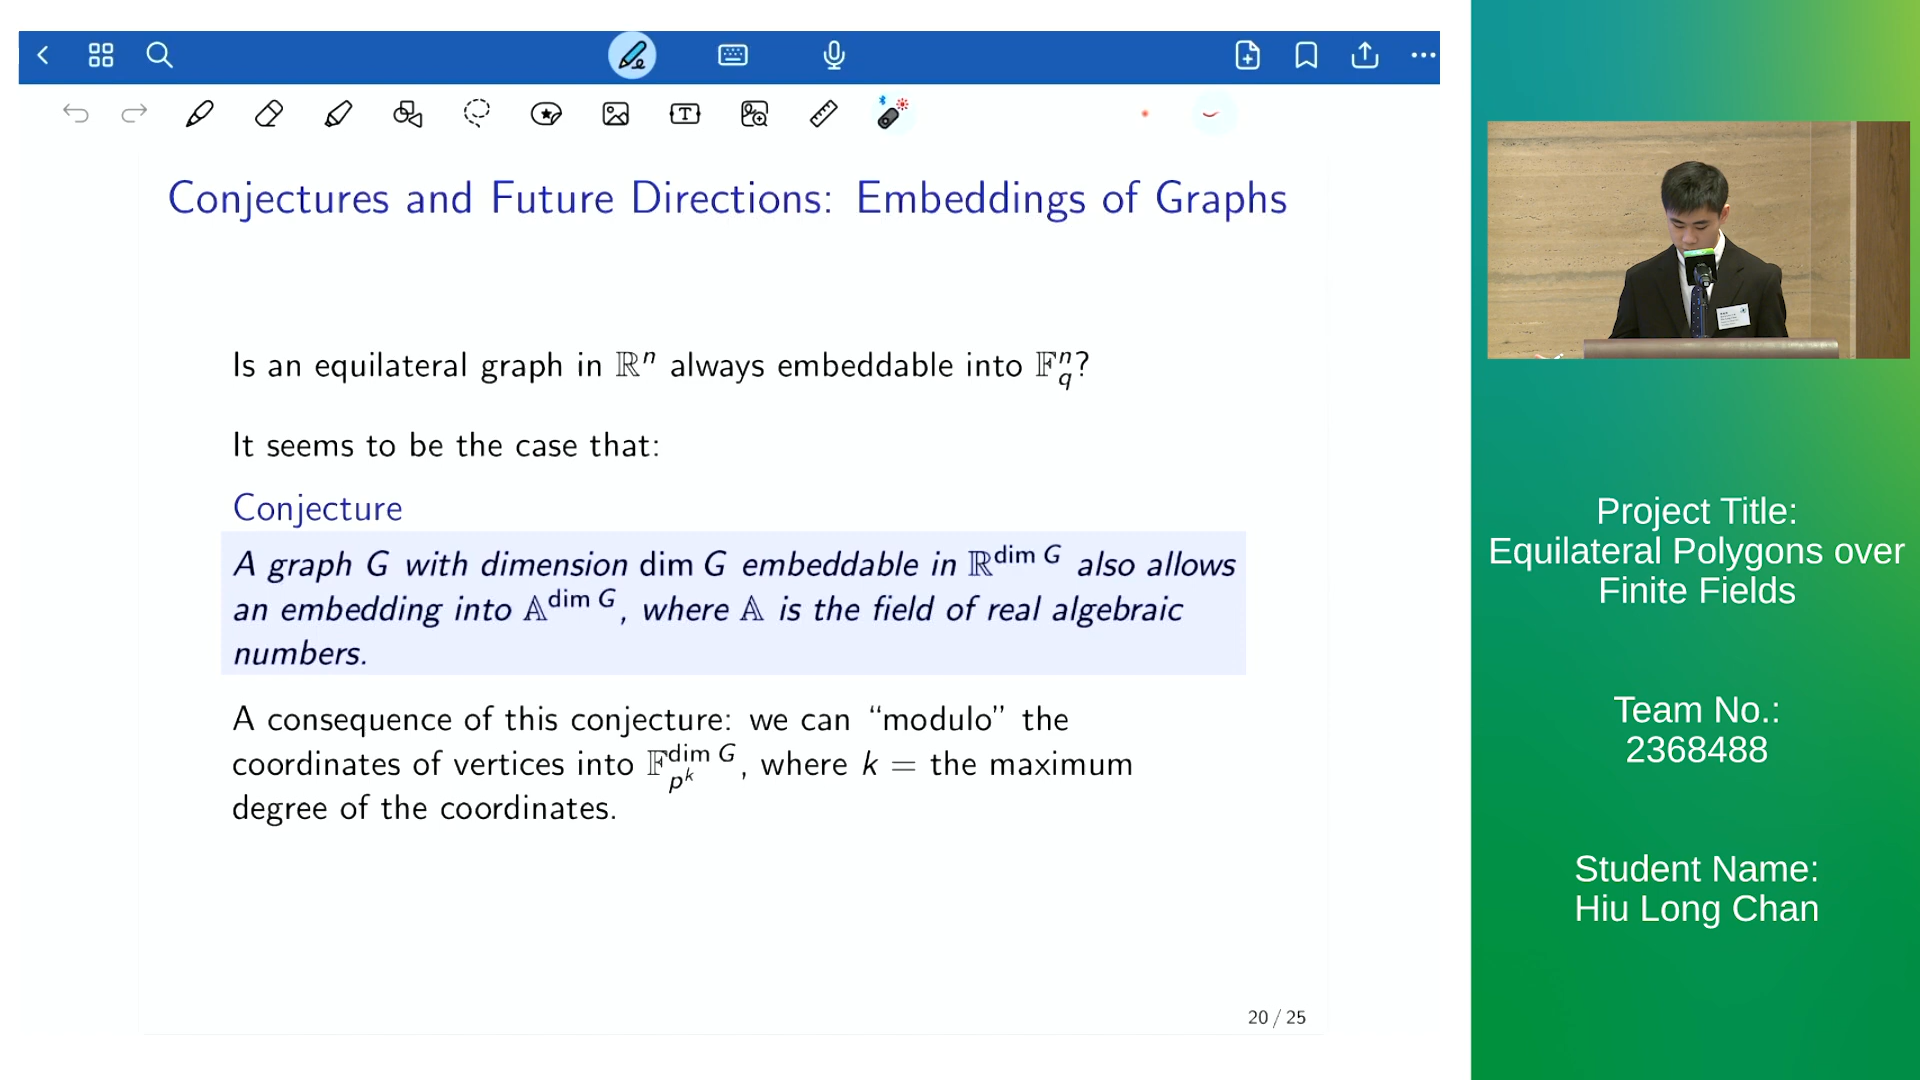 Conjectures and Future Directions: Embeddings of Graphs
Is an equilateral graph in ℝⁿ always embeddable into 𝔽ⁿ_q?
It seems to be the case that:
Conjecture
A graph G with dimension dim G embeddable in ℝ^{dim G} also allows
an embedding into 𝔸^{dim G}, where 𝔸 is the field of real algebraic
numbers.
A consequence of this conjecture: we can “modulo” the
coordinates of vertices into 𝔽^{dim G}_{p^k}, where k = the maximum
degree of the coordinates.
20 / 25
Project Title:
Equilateral Polygons over
Finite Fields
Team No.:
2368488
Student Name:
Hiu Long Chan